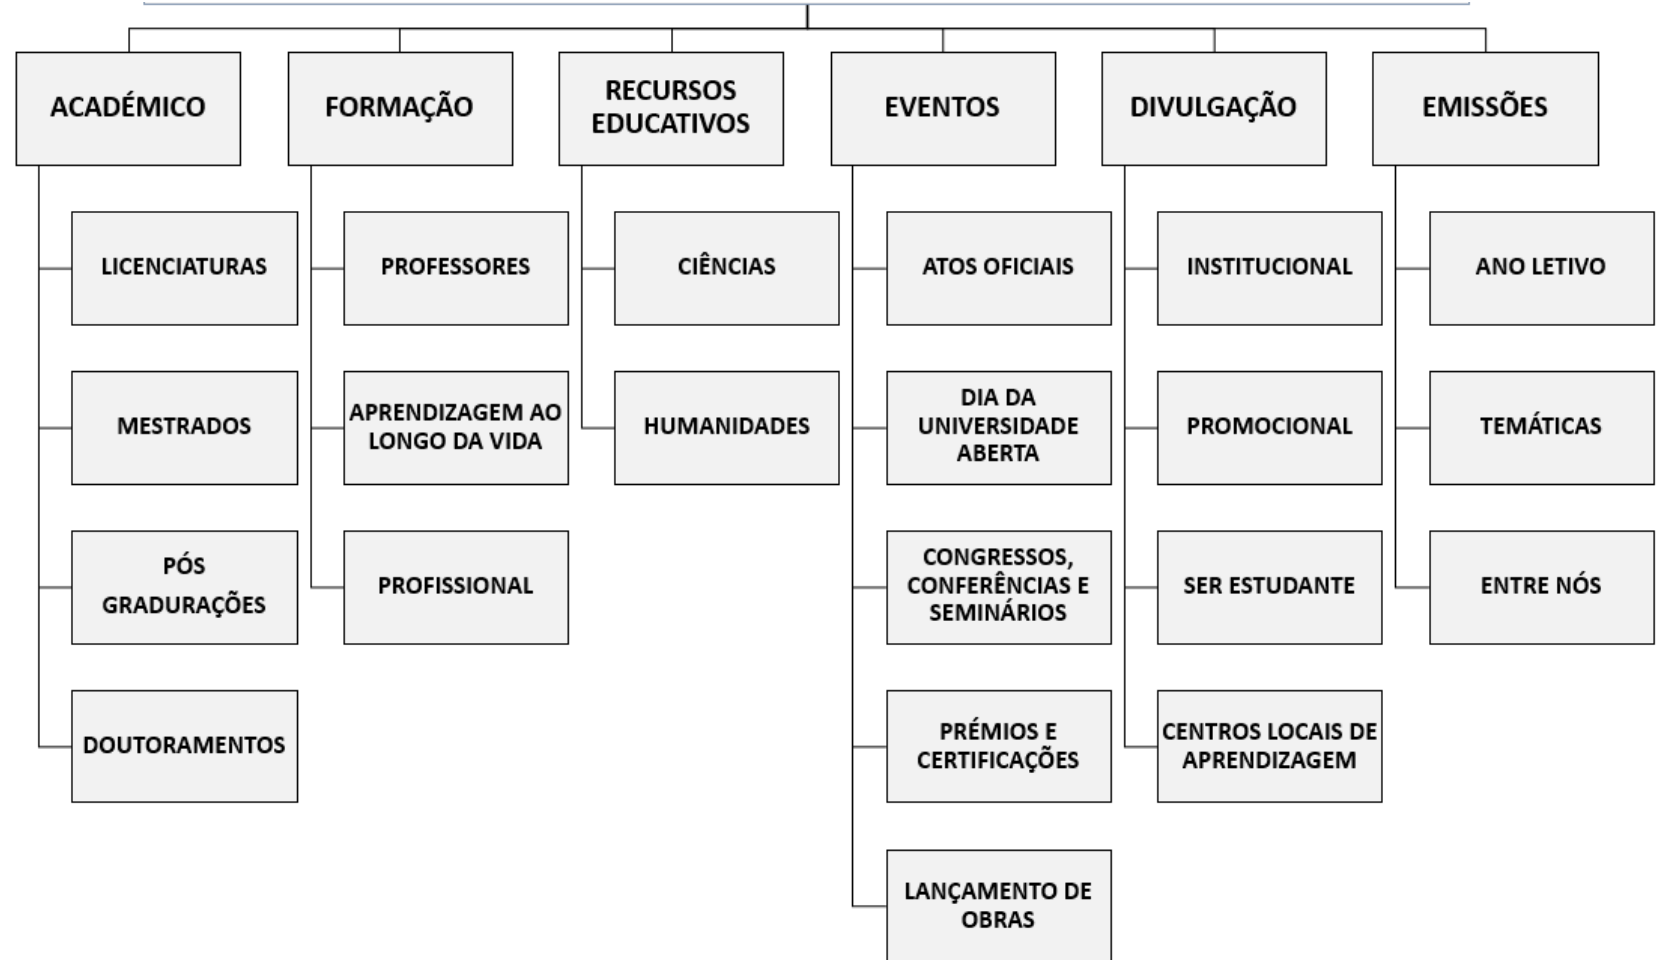 ACADÉMICO
LICENCIATURAS
MESTRADOS
PÓS
GRADURAÇÕES
DOUTORAMENTOS
FORMAÇÃO
PROFESSORES
APRENDIZAGEM AO
LONGO DA VIDA
PROFISSIONAL
RECURSOS
EDUCATIVOS
CIÊNCIAS
HUMANIDADES
EVENTOS
ATOS OFICIAIS
DIA DA
UNIVERSIDADE
ABERTA
CONGRESSOS,
CONFERÊNCIAS E
SEMINÁRIOS
PRÉMIOS E
CERTIFICAÇÕES
LANÇAMENTO DE
OBRAS
DIVULGAÇÃO
INSTITUCIONAL
PROMOCIONAL
SER ESTUDANTE
CENTROS LOCAIS DE
APRENDIZAGEM
EMISSÕES
ANO LETIVO
TEMÁTICAS
ENTRE NÓS